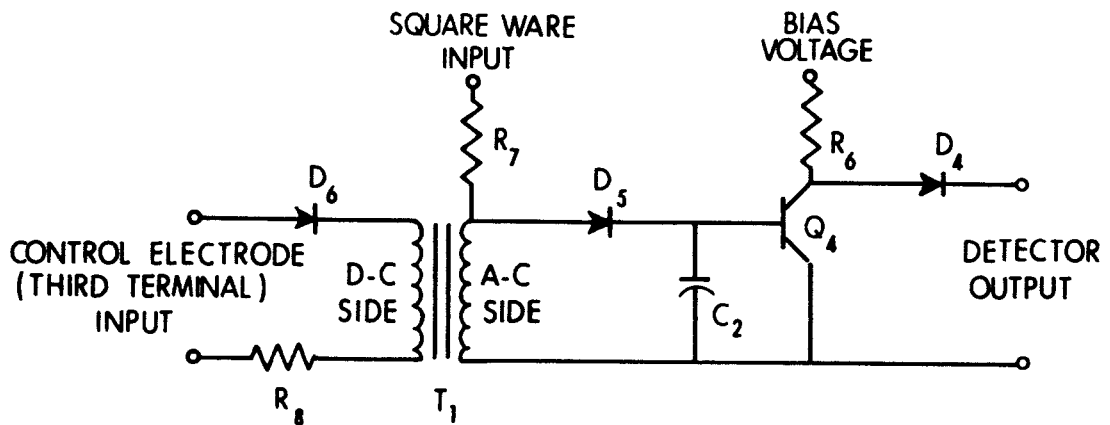 SQUARE WARE
INPUT
BIAS
VOLTAGE
R7
R6
D4
D6
D5
Q4
CONTROL ELECTRODE
(THIRD TERMINAL)
INPUT
D-C
SIDE
A-C
SIDE
C2
DETECTOR
OUTPUT
R8
T1